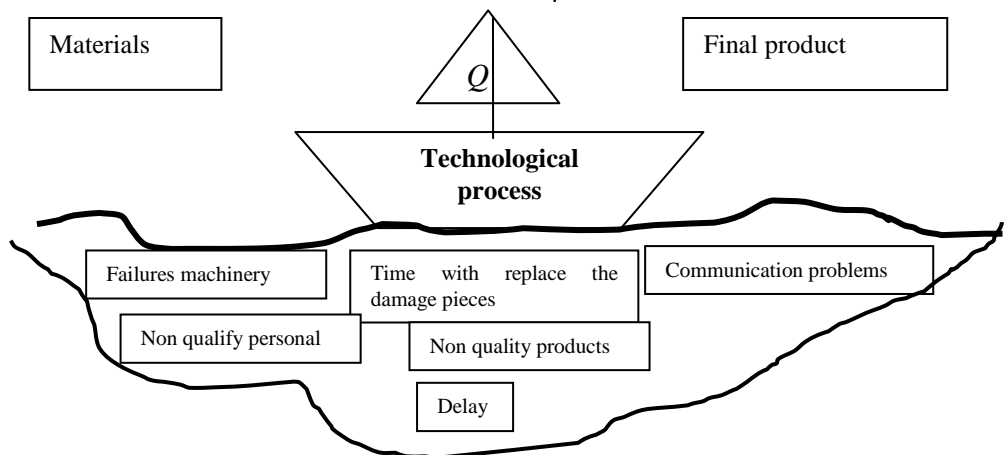 Materials
Final product
Q
Technological
process
Failures machinery
Time with replace the
damage pieces
Communication problems
Non qualify personal
Non quality products
Delay